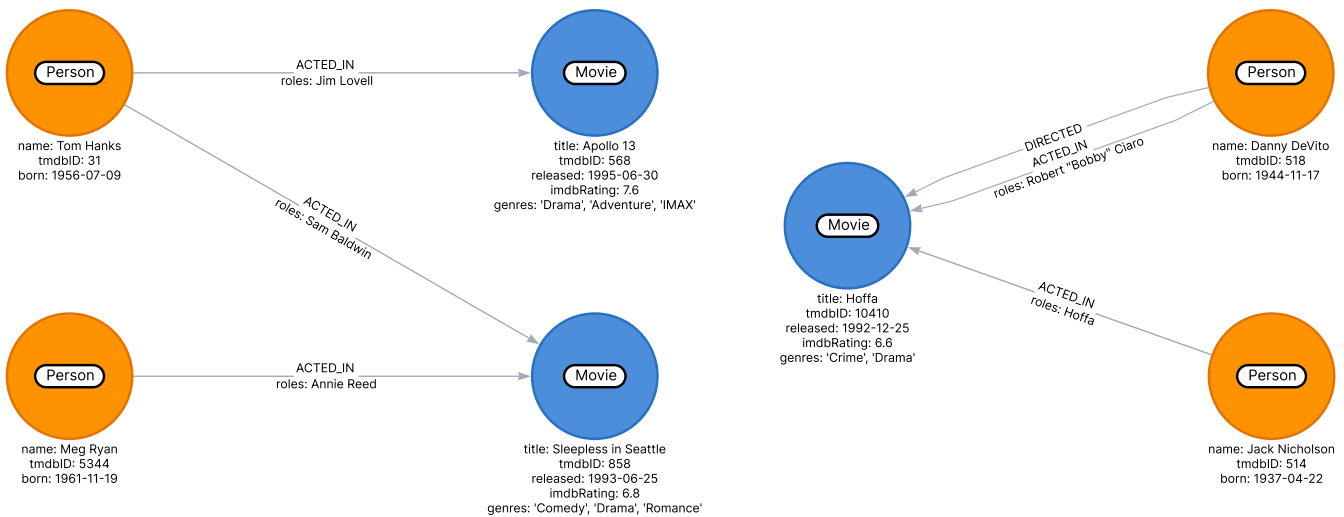 Person
name: Tom Hanks
tmdbID: 31
born: 1956-07-09
ACTED_IN
roles: Jim Lovell
Movie
title: Apollo 13
tmdbID: 568
released: 1995-06-30
imdbRating: 7.6
genres: 'Drama', 'Adventure', 'IMAX'
ACTED_IN
roles: Sam Baldwin
Person
name: Meg Ryan
tmdbID: 5344
born: 1961-11-19
ACTED_IN
roles: Annie Reed
Movie
title: Sleepless in Seattle
tmdbID: 858
released: 1993-06-25
imdbRating: 6.8
genres: 'Comedy', 'Drama', 'Romance'
Person
name: Danny DeVito
tmdbID: 518
born: 1944-11-17
DIRECTED
ACTED_IN
roles: Robert "Bobby" Ciaro
Movie
title: Hoffa
tmdbID: 10410
released: 1992-12-25
imdbRating: 6.6
genres: 'Crime', 'Drama'
ACTED_IN
roles: Hoffa
Person
name: Jack Nicholson
tmdbID: 514
born: 1937-04-22